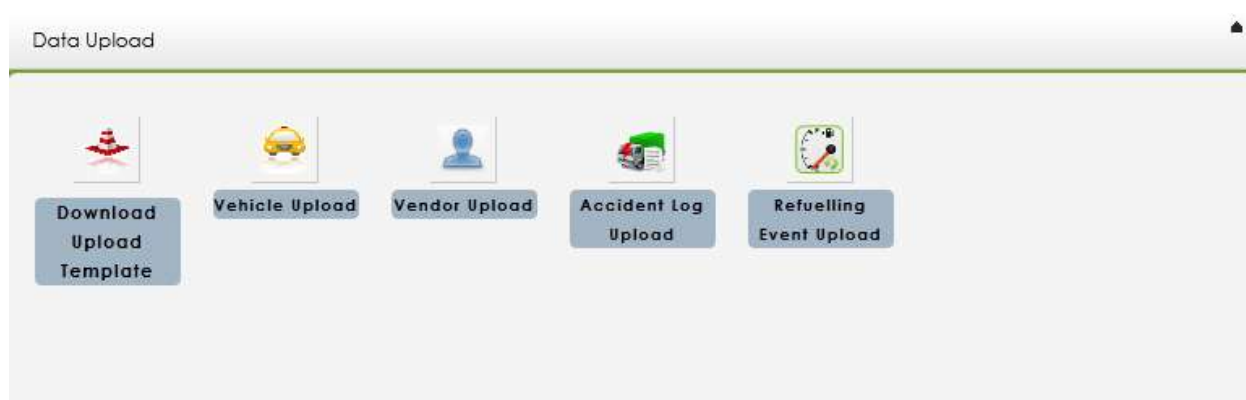 Data Upload
Download
Upload
Template
Vehicle Upload
Vendor Upload
Accident Log
Upload
Refuelling
Event Upload